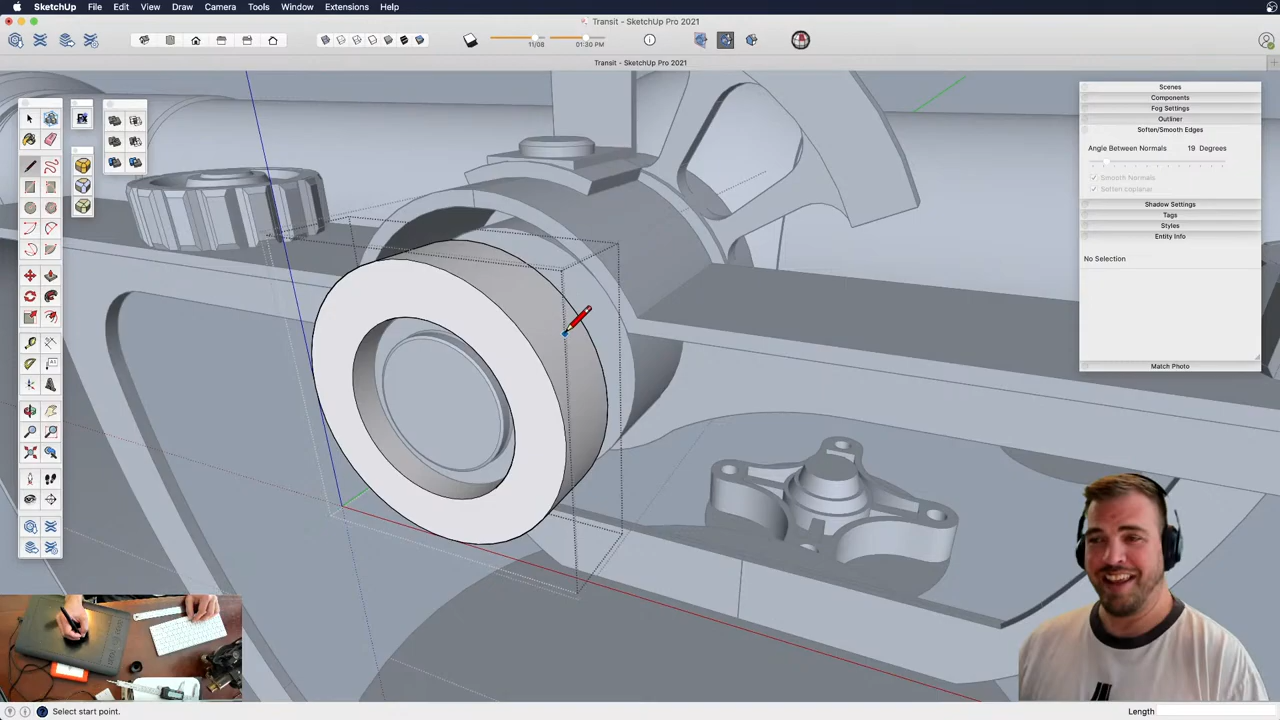 SketchUp File Edit View Draw Camera Tools Window Extensions Help
Transit - SketchUp Pro 2021
11/08
01:30 PM
Transit - SketchUp Pro 2021
Scenes
Components
Fog Settings
Outliner
Soften/Smooth Edges
Angle Between Normals 19 Degrees
Smooth Normals
Soften coplanar
Shadow Settings
Tags
Styles
Entity Info
No Selection
Match Photo
Select start point.
Length